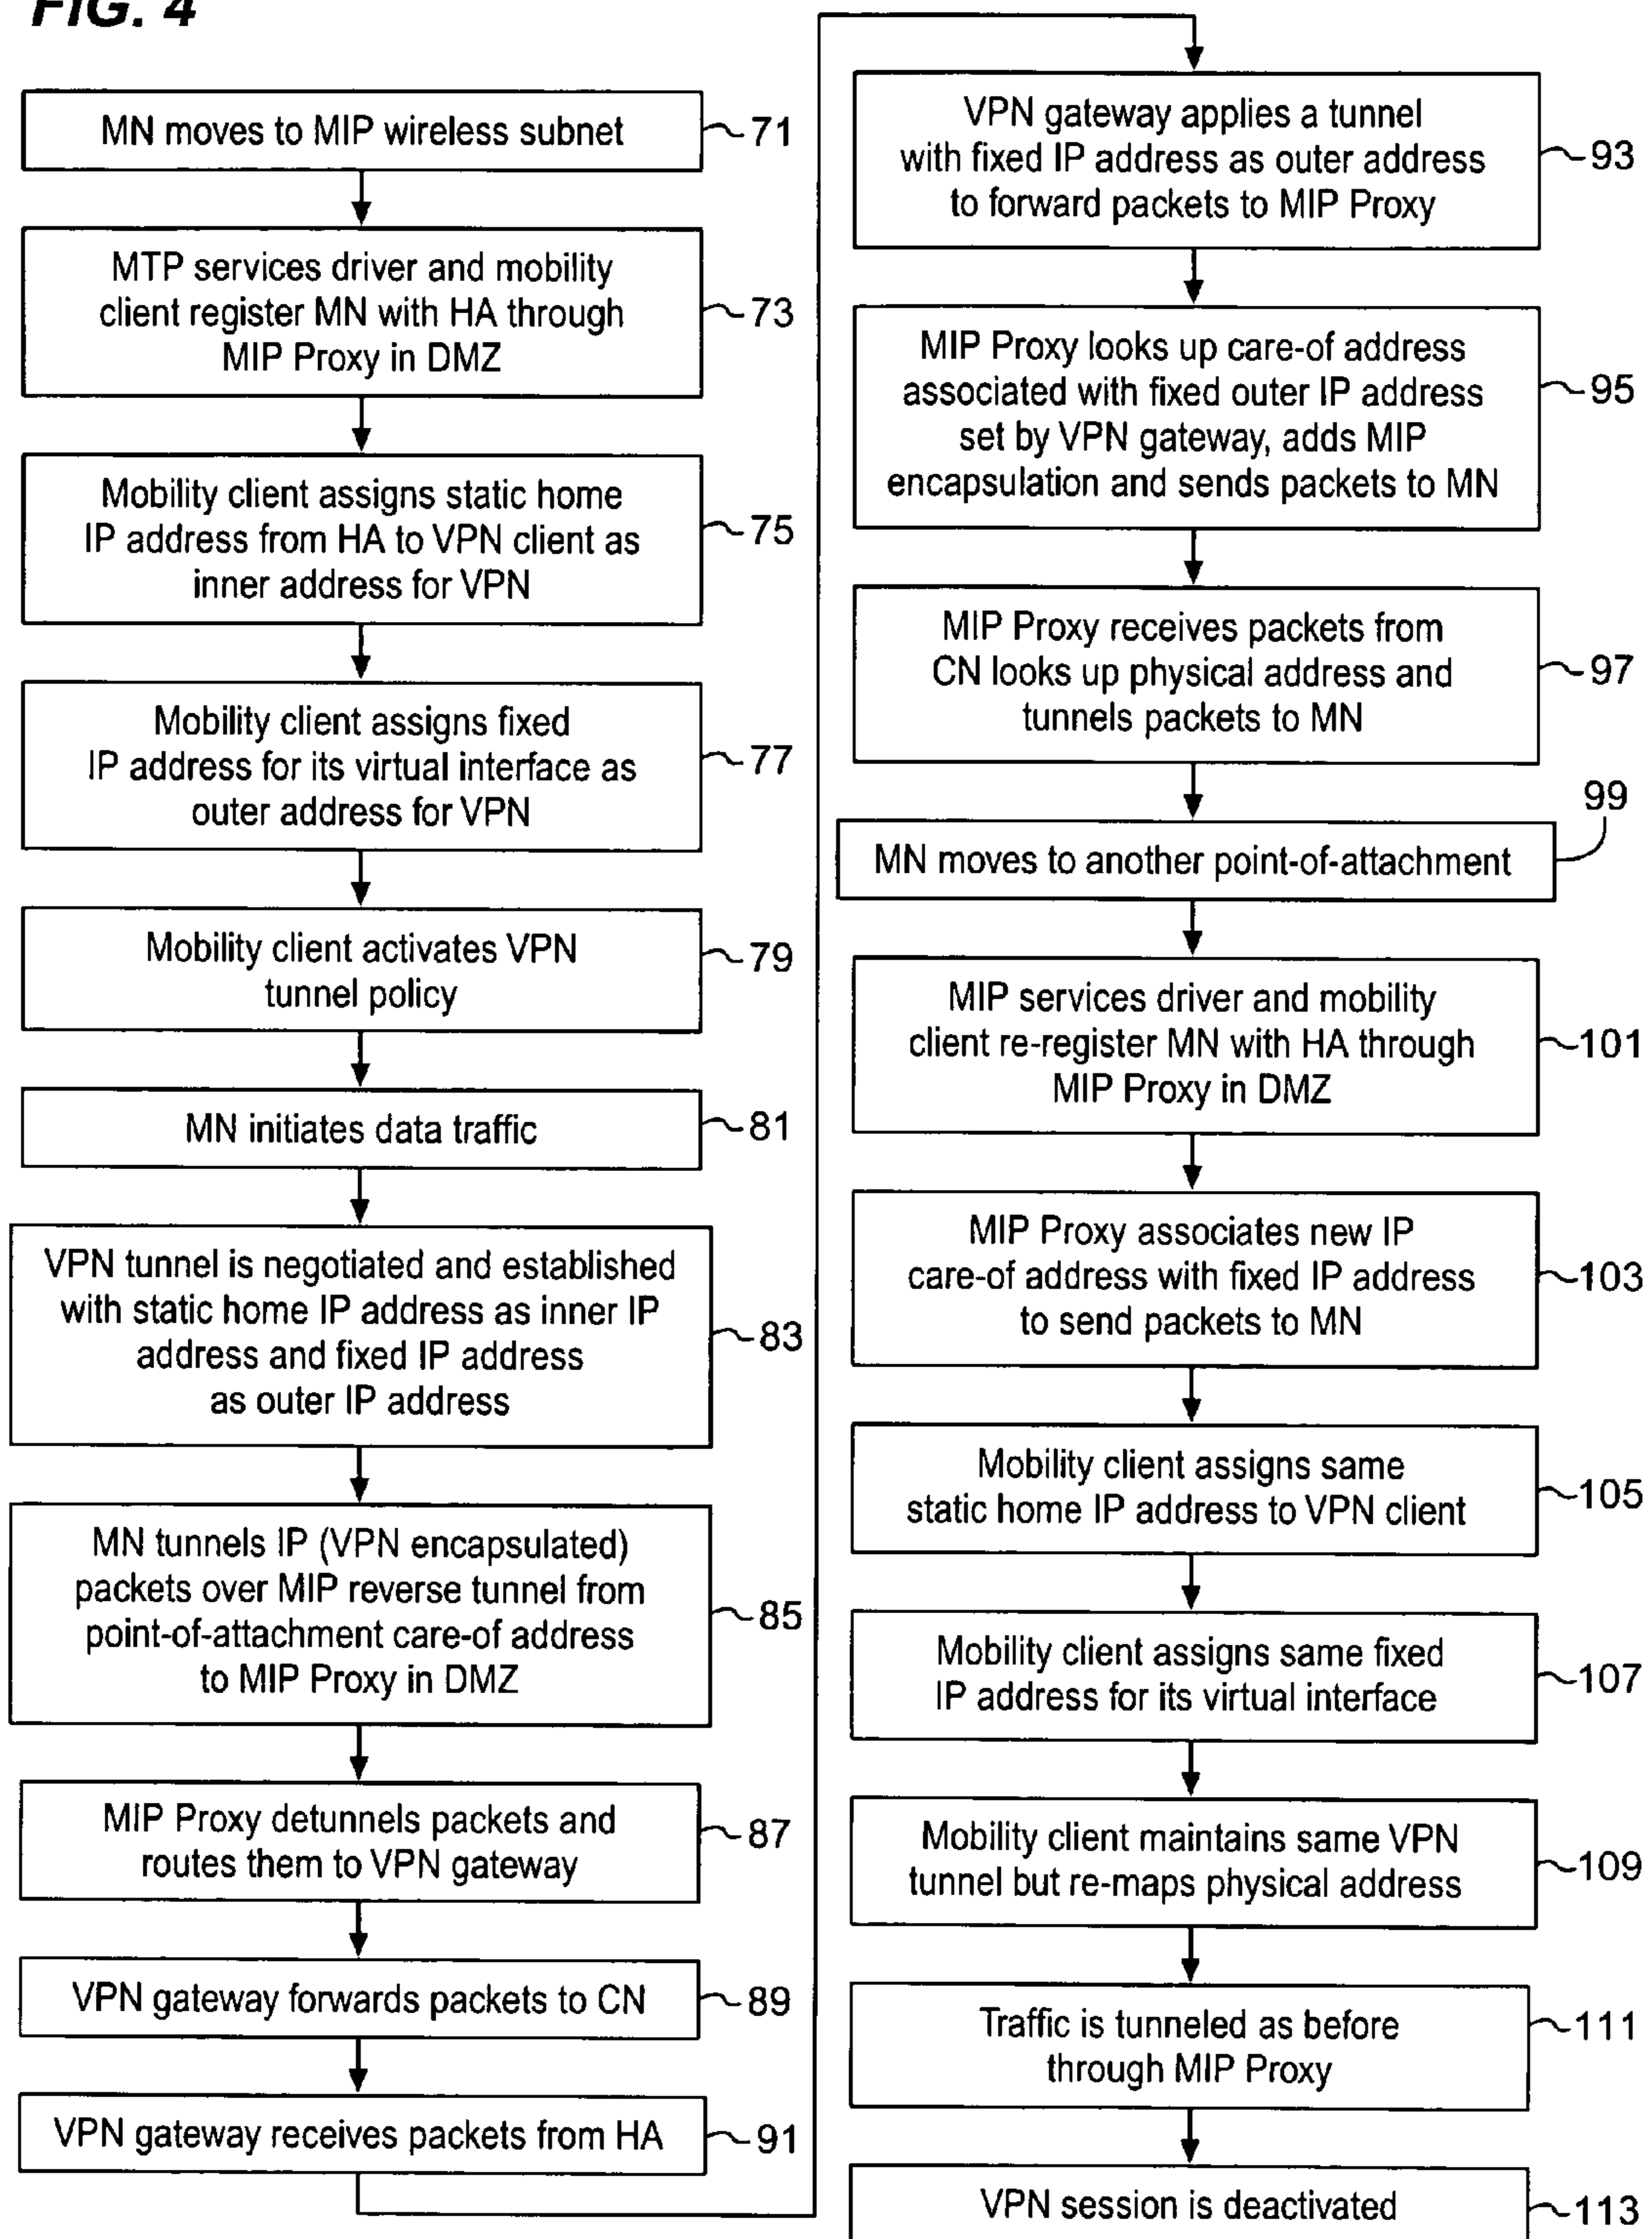 FIG. 4
MN moves to MIP wireless subnet
71
MTP services driver and mobility
client register MN with HA through
MIP Proxy in DMZ
73
Mobility client assigns static home
IP address from HA to VPN client as
inner address for VPN
75
Mobility client assigns fixed
IP address for its virtual interface as
outer address for VPN
77
Mobility client activates VPN
tunnel policy
79
MN initiates data traffic
81
VPN tunnel is negotiated and established
with static home IP address as inner IP
address and fixed IP address
as outer IP address
83
MN tunnels IP (VPN encapsulated)
packets over MIP reverse tunnel from
point-of-attachment care-of address
to MIP Proxy in DMZ
85
MIP Proxy detunnels packets and
routes them to VPN gateway
87
VPN gateway forwards packets to CN
89
VPN gateway receives packets from HA
91
VPN gateway applies a tunnel
with fixed IP address as outer address
to forward packets to MIP Proxy
93
MIP Proxy looks up care-of address
associated with fixed outer IP address
set by VPN gateway, adds MIP
encapsulation and sends packets to MN
95
MIP Proxy receives packets from
CN looks up physical address and
tunnels packets to MN
97
MN moves to another point-of-attachment
99
MIP services driver and mobility
client re-register MN with HA through
MIP Proxy in DMZ
101
MIP Proxy associates new IP
care-of address with fixed IP address
to send packets to MN
103
Mobility client assigns same
static home IP address to VPN client
105
Mobility client assigns same fixed
IP address for its virtual interface
107
Mobility client maintains same VPN
tunnel but re-maps physical address
109
Traffic is tunneled as before
through MIP Proxy
111
VPN session is deactivated
113